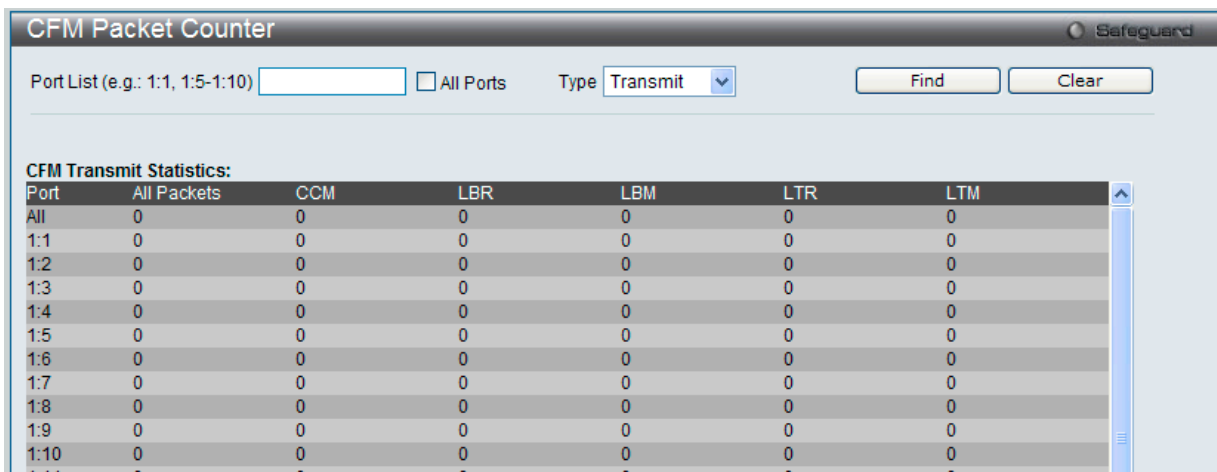 CFM Packet Counter Safeguard
Port List (e.g.: 1:1, 1:5-1:10) All Ports Type Transmit Find Clear
CFM Transmit Statistics:
Port All Packets CCM LBR LBM LTR LTM
All 0 0 0 0 0 0
1:1 0 0 0 0 0 0
1:2 0 0 0 0 0 0
1:3 0 0 0 0 0 0
1:4 0 0 0 0 0 0
1:5 0 0 0 0 0 0
1:6 0 0 0 0 0 0
1:7 0 0 0 0 0 0
1:8 0 0 0 0 0 0
1:9 0 0 0 0 0 0
1:10 0 0 0 0 0 0